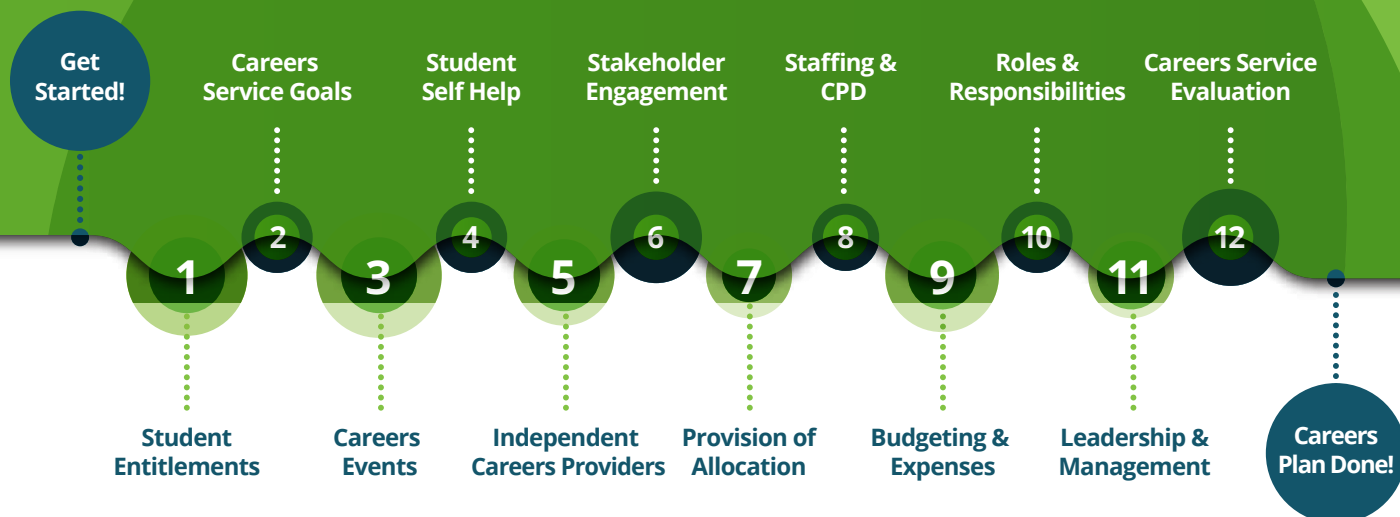 Get
Started!
Careers
Service Goals
Student
Self Help
Stakeholder
Engagement
Staffing &
CPD
Roles &
Responsibilities
Careers Service
Evaluation
1
2
3
4
5
6
7
8
9
10
11
12
Student
Entitlements
Careers
Events
Independent
Careers Providers
Provision of
Allocation
Budgeting &
Expenses
Leadership &
Management
Careers
Plan Done!